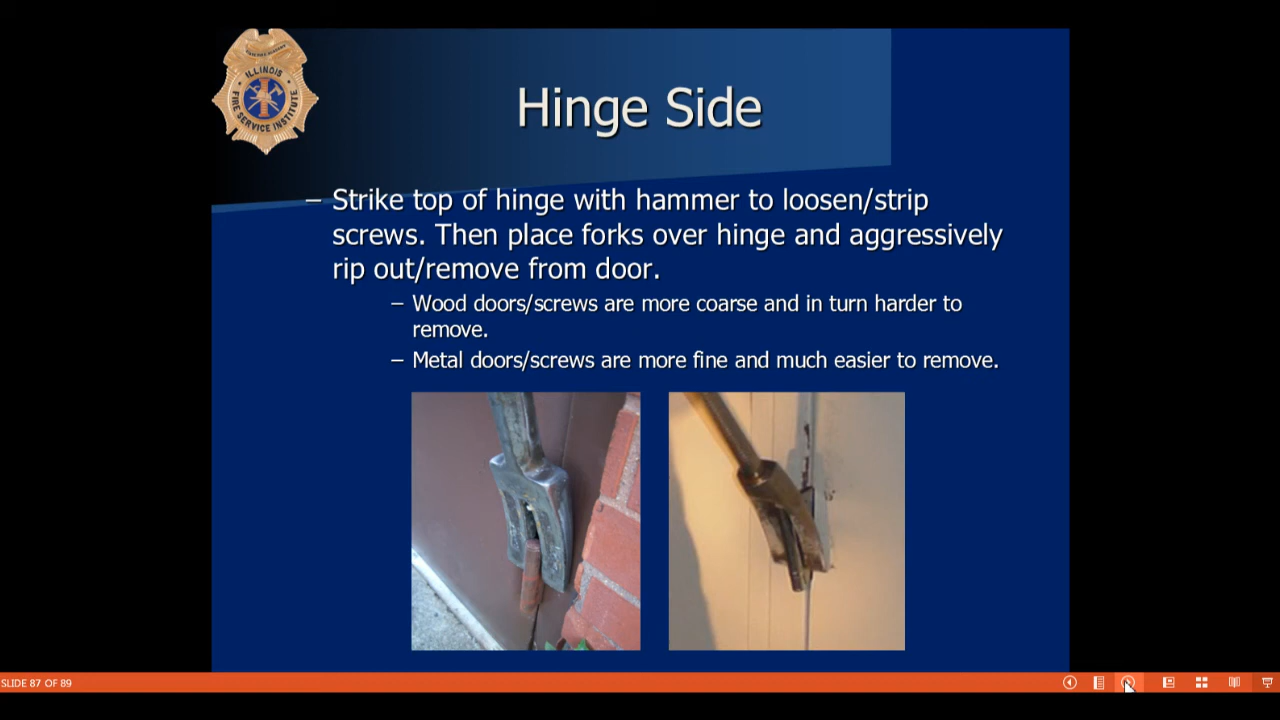 ILLINOIS
FIRE SERVICE INSTITUTE
Hinge Side
– Strike top of hinge with hammer to loosen/strip
screws. Then place forks over hinge and aggressively
rip out/remove from door.
– Wood doors/screws are more coarse and in turn harder to
remove.
– Metal doors/screws are more fine and much easier to remove.
SLIDE 87 OF 89